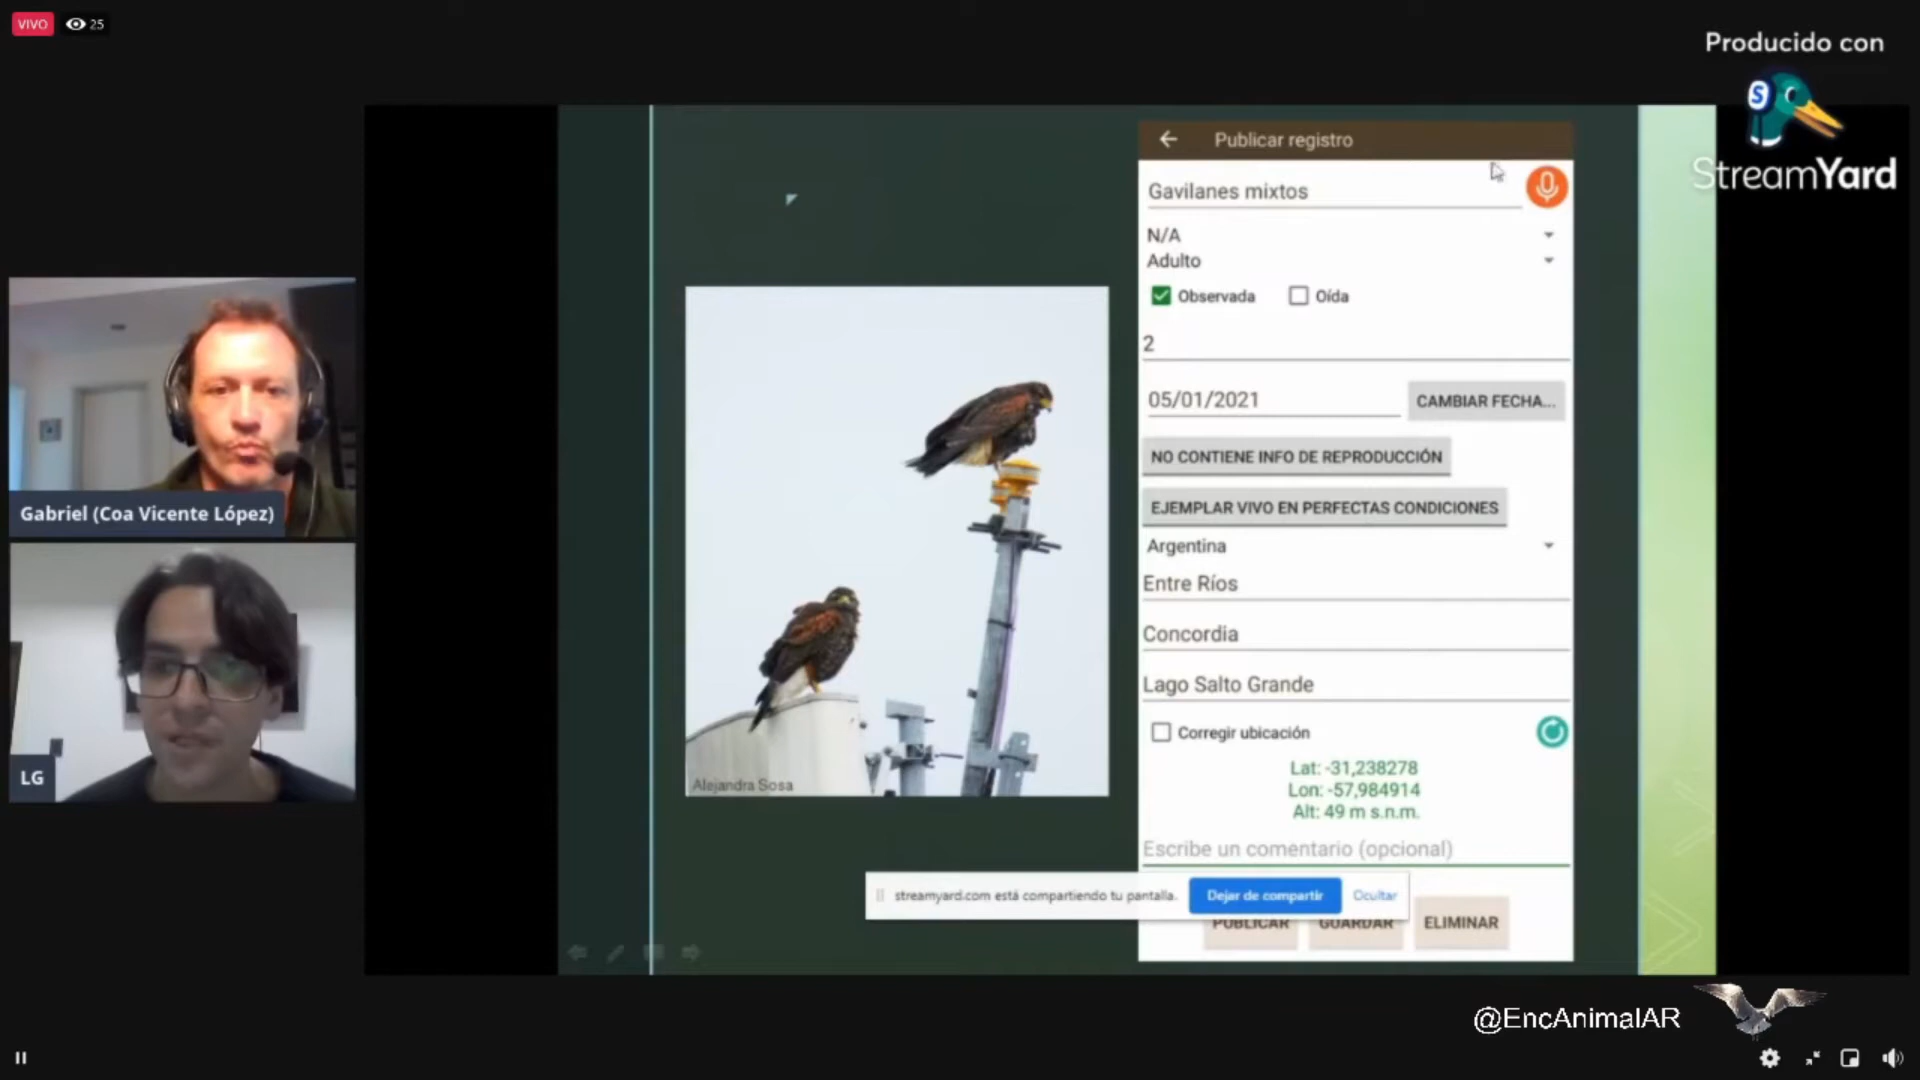 VIVO
25
Producido con
StreamYard
Publicar registro
Gavilanes mixtos
N/A
Adulto
Observada
Oída
2
05/01/2021
CAMBIAR FECHA...
NO CONTIENE INFO DE REPRODUCCIÓN
EJEMPLAR VIVO EN PERFECTAS CONDICIONES
Argentina
Entre Ríos
Concordia
Lago Salto Grande
Corregir ubicación
Lat: -31,238278
Lon: -57,984914
Alt: 49 m s.n.m.
Escribe un comentario (opcional)
streamyard.com está compartiendo tu pantalla.
Dejar de compartir
Ocultar
PUBLICAR
GUARDAR
ELIMINAR
Alejandra Sosa
Gabriel (Coa Vicente López)
LG
@EncAnimalAR